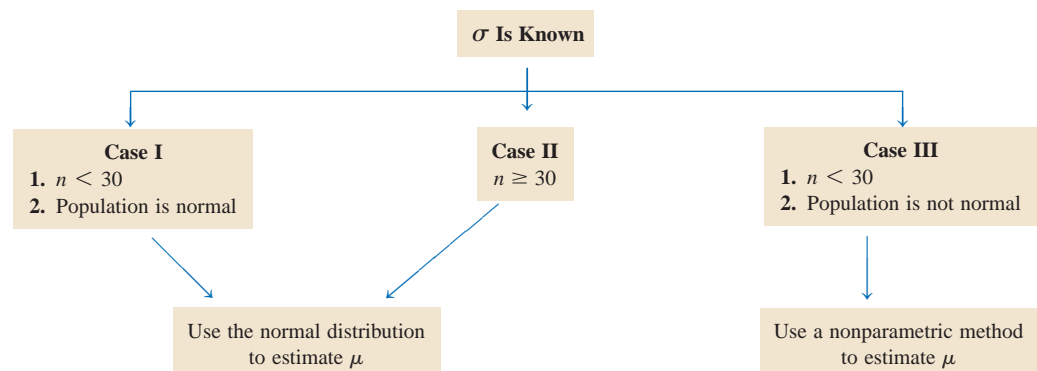 σ Is Known
Case I
1. n < 30
2. Population is normal
Case II
n ≥ 30
Case III
1. n < 30
2. Population is not normal
Use the normal distribution
to estimate μ
Use a nonparametric method
to estimate μ